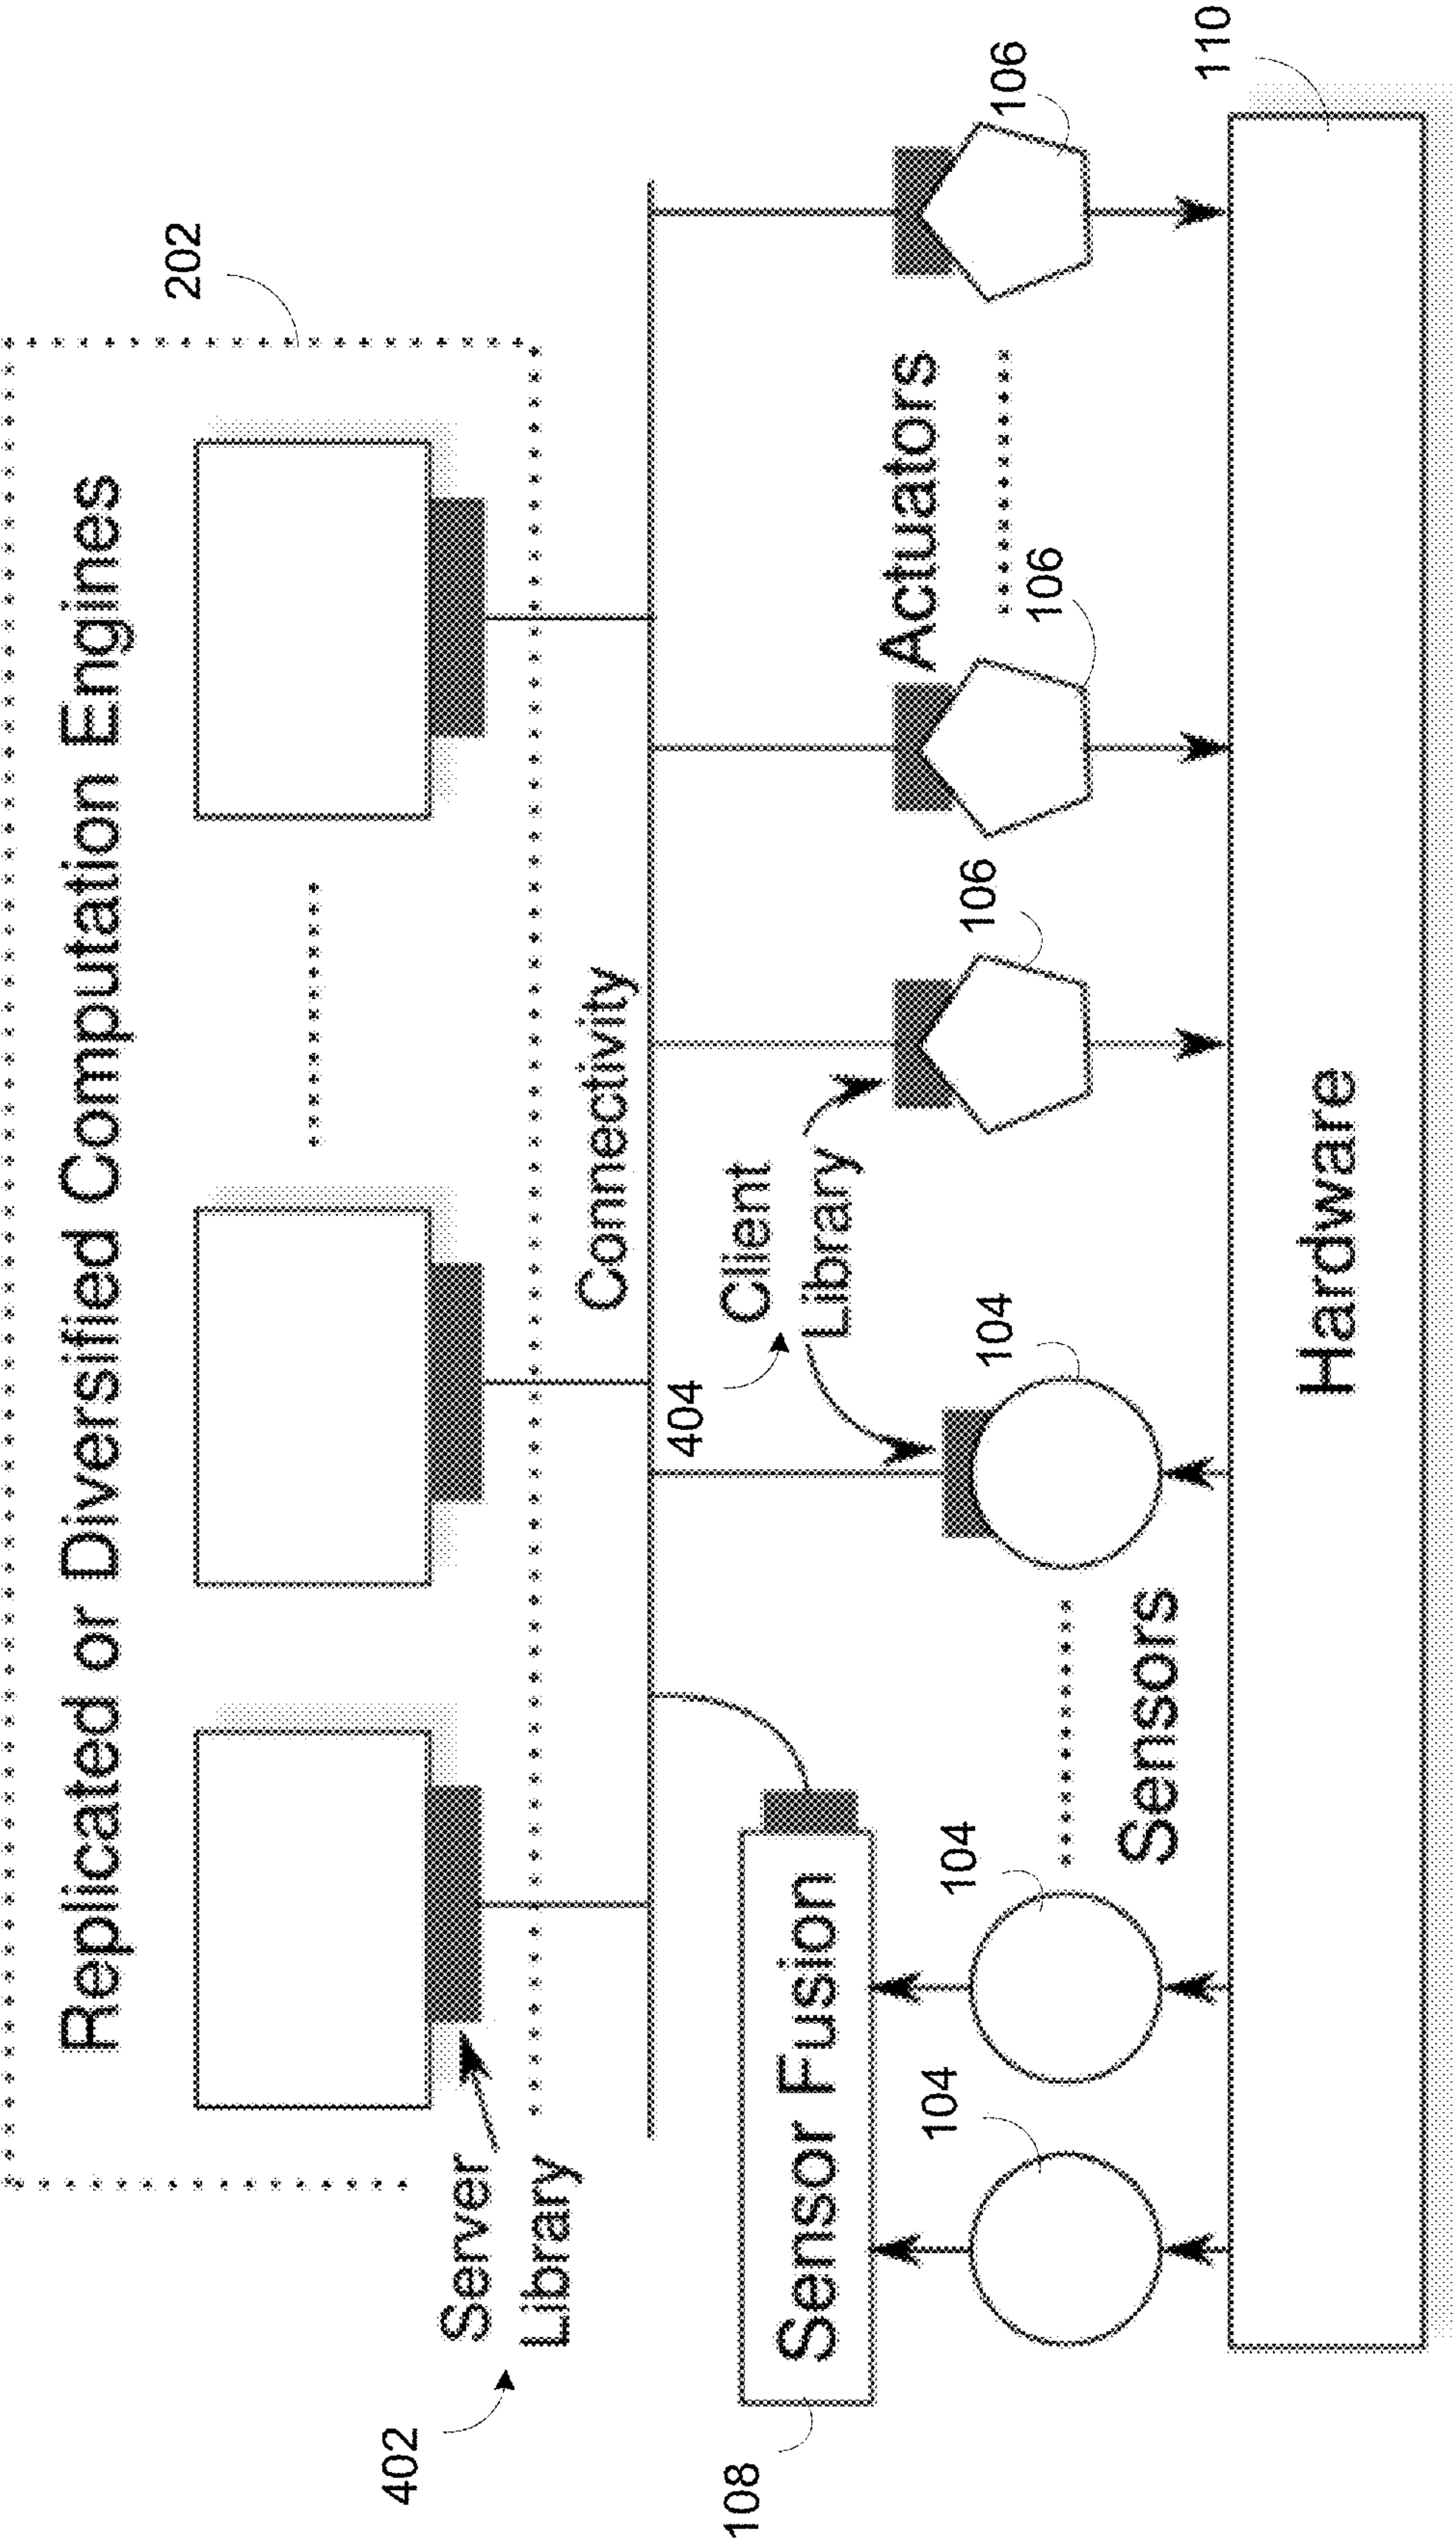 Replicated or Diversified Computation Engines
202
402
Server
Library
Connectivity
404
Client
Library
108
Sensor Fusion
104
104
104
Sensors
106
106
106
Actuators
Hardware
110